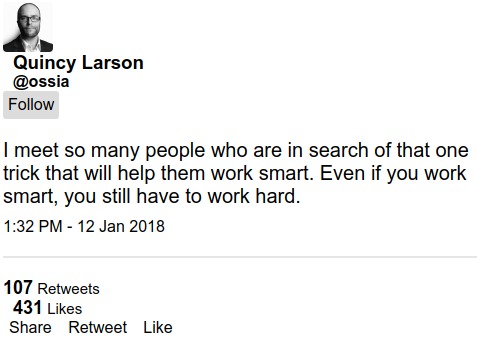 Quincy Larson
@ossia
Follow
I meet so many people who are in search of that one
trick that will help them work smart. Even if you work
smart, you still have to work hard.
1:32 PM - 12 Jan 2018
107 Retweets
431 Likes
Share Retweet Like